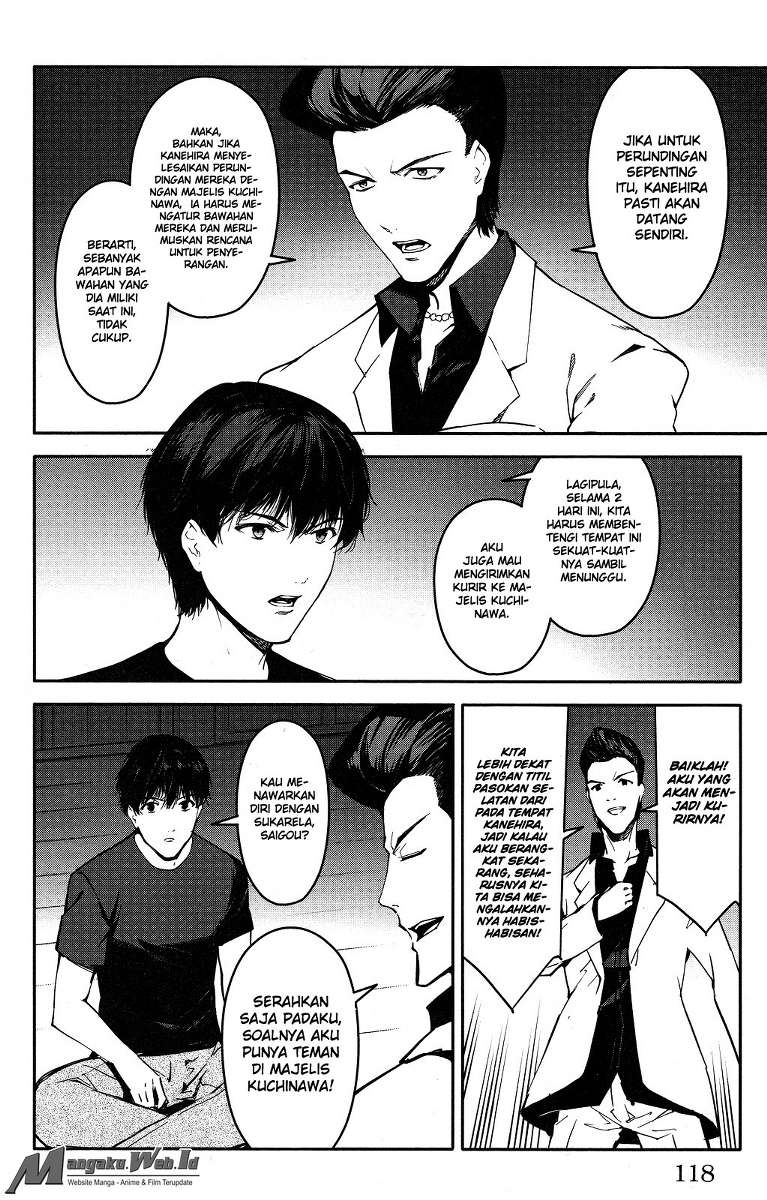 JIKA UNTUK
PERUNDINGAN
SEPENTING
ITU, KANEHIRA
PASTI AKAN
DATANG
SENDIRI.
MAKA,
BAHKAN JIKA
KANEHIRA MENYE-
LESAIKAN PERUN-
DINGAN MEREKA DE-
NGAN MAJELIS KUCHI-
NAWA, IA HARUS ME-
NGATUR BAWAHAN
MEREKA DAN MERU-
MUSKAN RENCANA
UNTUK PENYE-
RANGAN.
BERARTI,
SEBANYAK
APAPUN BA-
WAHAN YANG
DIA MILIKI
SAAT INI,
TIDAK
CUKUP.
LAGIPULA,
SELAMA 2
HARI INI, KITA
HARUS MEMBEN-
TENGI TEMPAT INI
SEKUAT-KUAT-
NYA SAMBIL
MENUNGGU.
AKU
JUGA MAU
MENGIRIMKAN
KURIR KE MA-
JELIS KUCHI-
NAWA.
BAIKLAH!
AKU YANG
AKAN MEN-
JADI KU-
RIRNYA!
KITA
LEBIH DEKAT
DENGAN TITIL
PASOKAN SE-
LATAN DARI
PADA TEMPAT
KANEHIRA,
JADI KALAU
AKU BERANG-
KAT SEKA-
RANG, SEHA-
RUSNYA KI-
TA BISA ME-
NGALAHKAN-
NYA HABIS-
HABISAN!
KAU ME-
NAWARKAN
DIRI DENGAN
SUKARELA,
SAIGOU?
SERAHKAN
SAJA PADAKU,
SOALNYA AKU
PUNYA TEMAN
DI MAJELIS
KUCHINAWA!
118
Mangaku.Web.Id
Website Manga - Anime & Film Terupdate